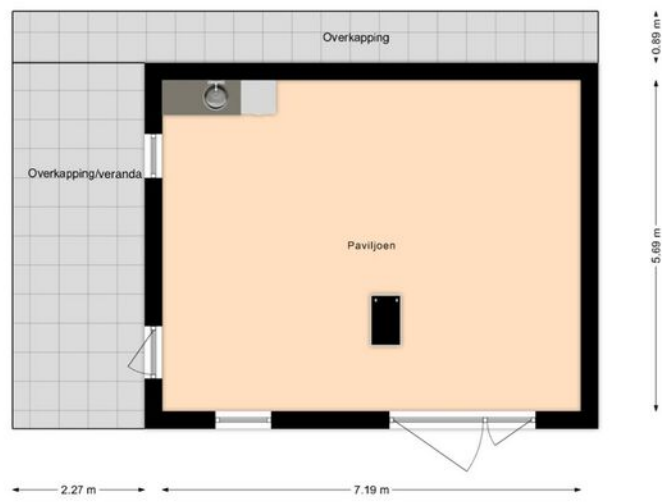 Overkapping
0.89 m
Overkapping/veranda
Paviljoen
5.69 m
2.27 m
7.19 m